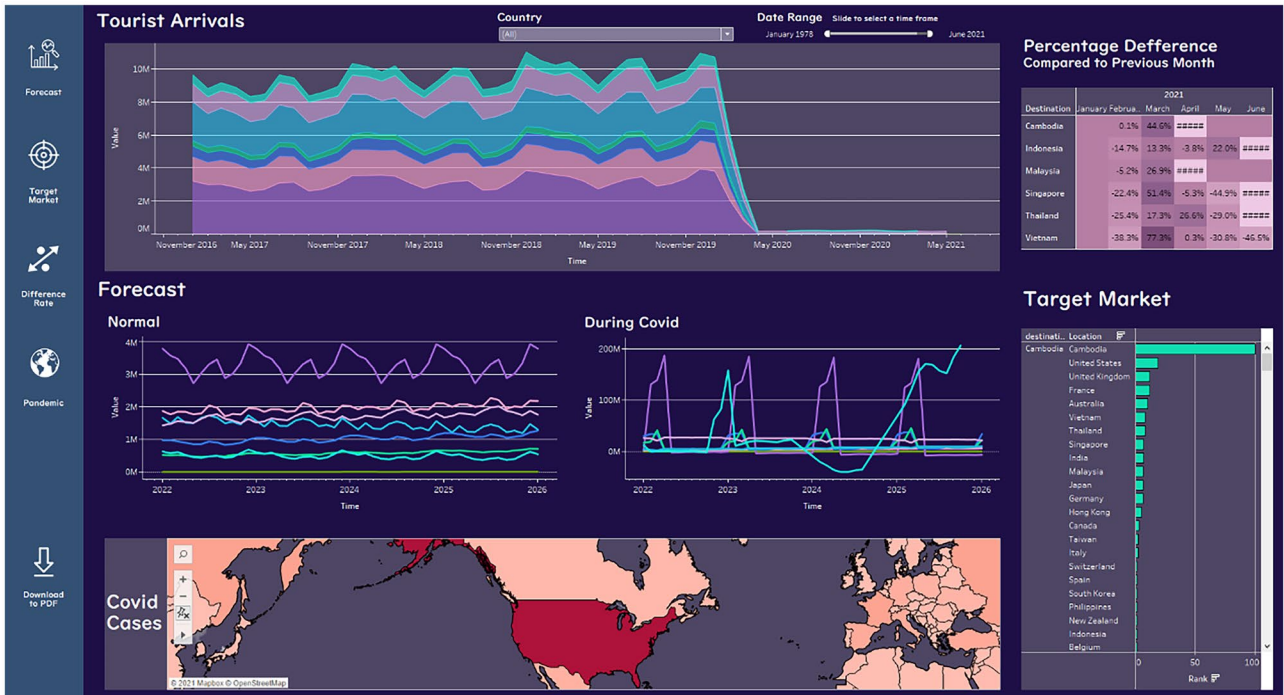 Forecast
Target
Market
Difference
Rate
Pandemic
Download
to PDF
Tourist Arrivals
Country
(All)
Date Range Slide to select a time frame
January 1978 June 2021
Value
10M
8M
6M
4M
2M
0M
November 2016 May 2017 November 2017 May 2018 November 2018 May 2019 November 2019 May 2020 November 2020 May 2021
Time
Percentage Defference
Compared to Previous Month
2021
Destination January Februa.. March April May June
Cambodia 0.1% 44.6% #####
Indonesia -14.7% 13.3% -3.8% 22.0% #####
Malaysia -5.2% 26.9% #####
Singapore -22.4% 51.4% -5.3% -44.9% #####
Thailand -25.4% 17.3% 26.6% -29.0% #####
Vietnam -38.3% 77.3% 0.3% -30.8% -46.5%
Forecast
Normal
Value
4M
3M
2M
1M
0M
2022 2023 2024 2025 2026
Time
During Covid
Value
200M
100M
0M
2022 2023 2024 2025 2026
Time
Target Market
destinati.. Location
Cambodia Cambodia
United States
United Kingdom
France
Australia
Vietnam
Thailand
Singapore
India
Malaysia
Japan
Germany
Hong Kong
Canada
Taiwan
Italy
Switzerland
Spain
South Korea
Philippines
New Zealand
Indonesia
Belgium
0 50 100
Rank
Covid
Cases
© 2021 Mapbox © OpenStreetMap